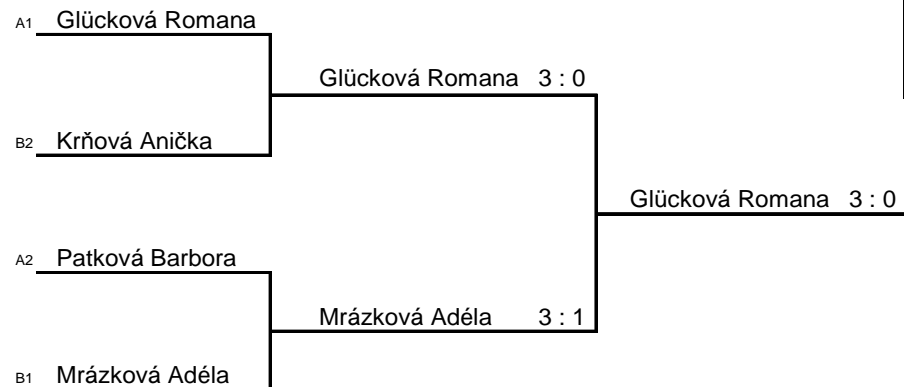 A1 Glücková Romana
Glücková Romana 3 : 0
B2 Krňová Anička
Glücková Romana 3 : 0
A2 Patková Barbora
Mrázková Adéla 3 : 1
B1 Mrázková Adéla